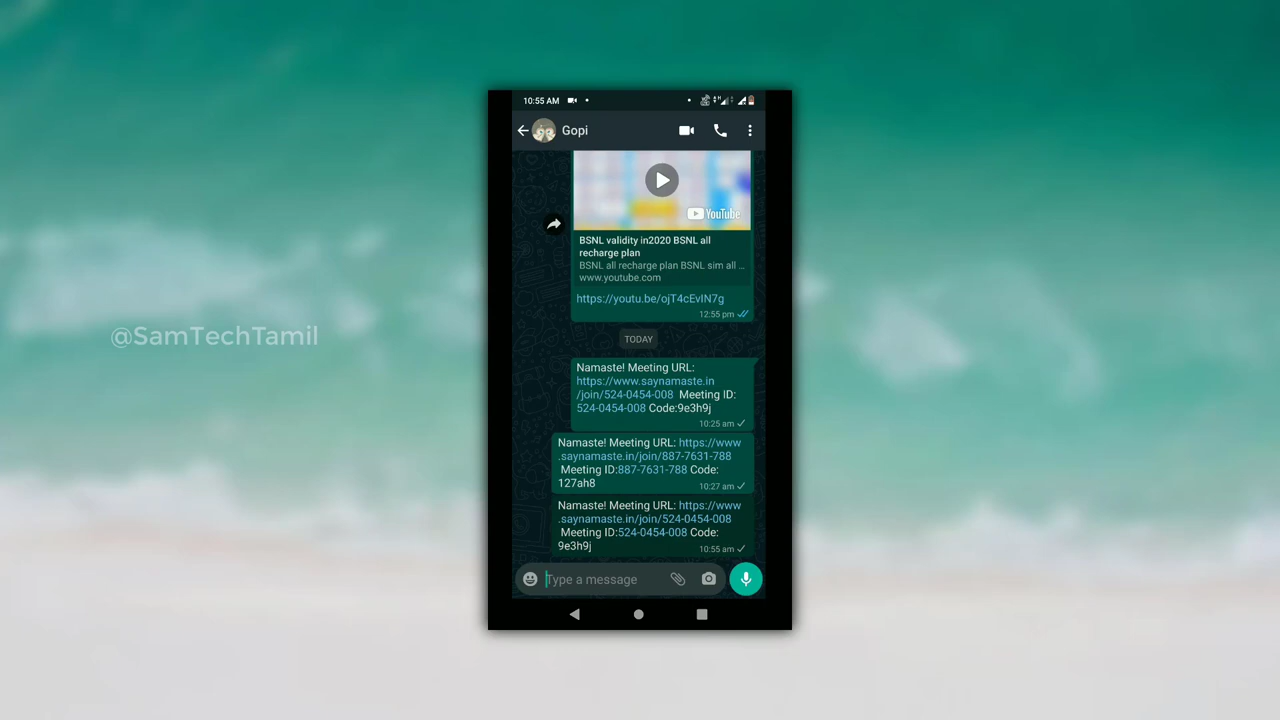 @SamTechTamil
10:55 AM
Gopi
YouTube
BSNL validity in2020 BSNL all
recharge plan
BSNL all recharge plan BSNL sim all ...
www.youtube.com
https://youtu.be/ojT4cEvIN7g
12:55 pm
TODAY
Namaste! Meeting URL:
https://www.saynamaste.in
/join/524-0454-008 Meeting ID:
524-0454-008 Code:9e3h9j
10:25 am
Namaste! Meeting URL: https://www
.saynamaste.in/join/887-7631-788
Meeting ID:887-7631-788 Code:
127ah8
10:27 am
Namaste! Meeting URL: https://www
.saynamaste.in/join/524-0454-008
Meeting ID:524-0454-008 Code:
9e3h9j
10:55 am
Type a message